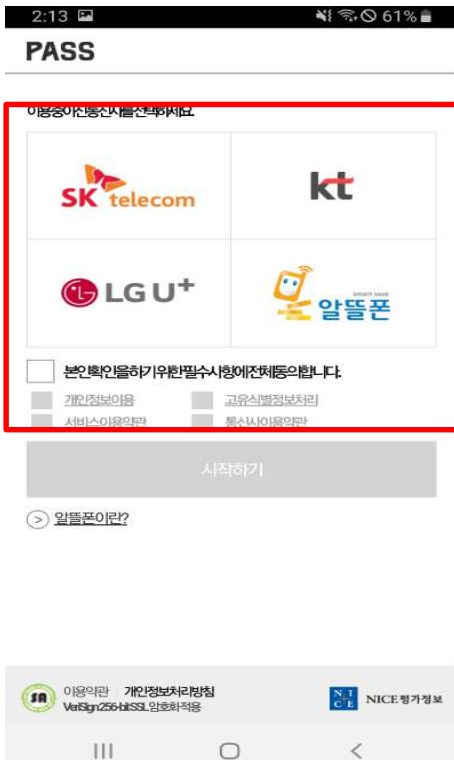 2:13 61%
PASS
이용중이신통신사를선택하세요.
SK telecom
kt
LG U+
smart save
알뜰폰
본인확인을하기위한필수사항에전체동의합니다.
개인정보이용 고유식별정보처리
서비스이용약관 통신사이용약관
시작하기
알뜰폰이란?
이용약관 개인정보처리방침
VeriSign256-bitSSL암호화적용
NICE NICE평가정보